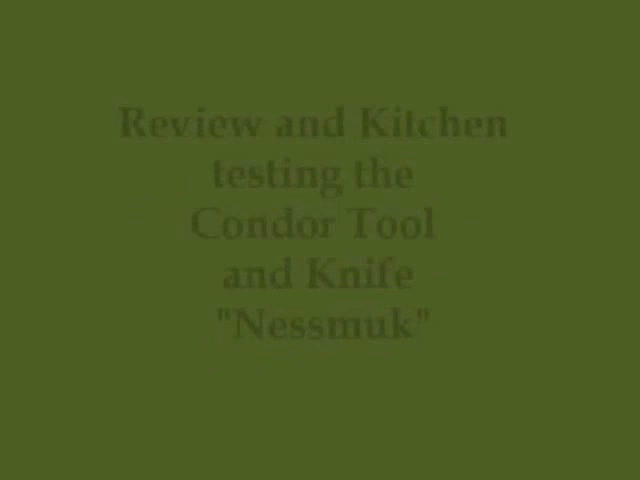 Review and Kitchen
testing the
Condor Tool
and Knife
"Nessmuk"